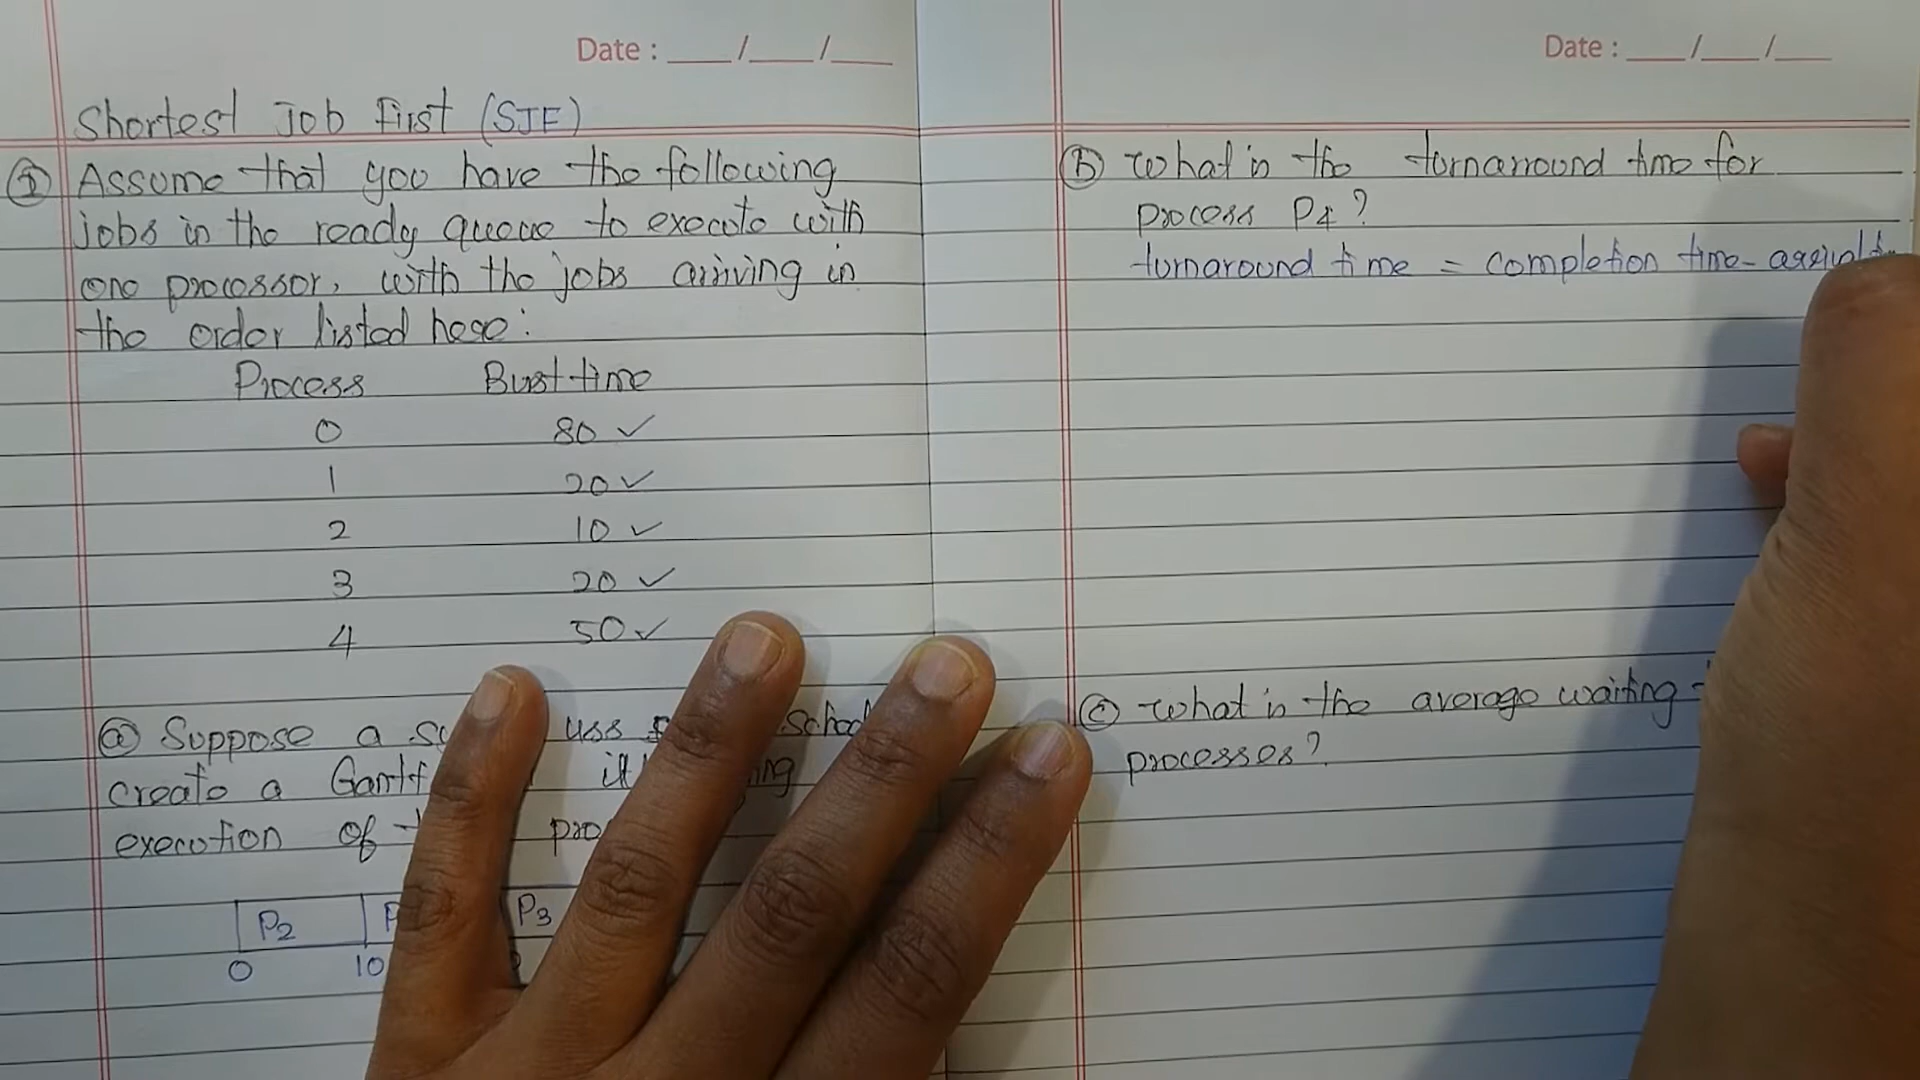 Date : ___/___/___
Shortest Job First (SJF)
① Assume that you have the following
jobs in the ready queue to execute with
one processor, with the jobs arriving in
the order listed here:
Process Burst time
0 80 ✓
1 20 ✓
2 10 ✓
3 20 ✓
4 50 ✓
ⓐ Suppose a uses
create a Gantt
execution of
P2 P3
0 10
Date : ___/___/___
ⓑ What is the turnarround time for
process P4?
turnaround time = completion time - arrival
ⓒ What is the average waiting
processes?